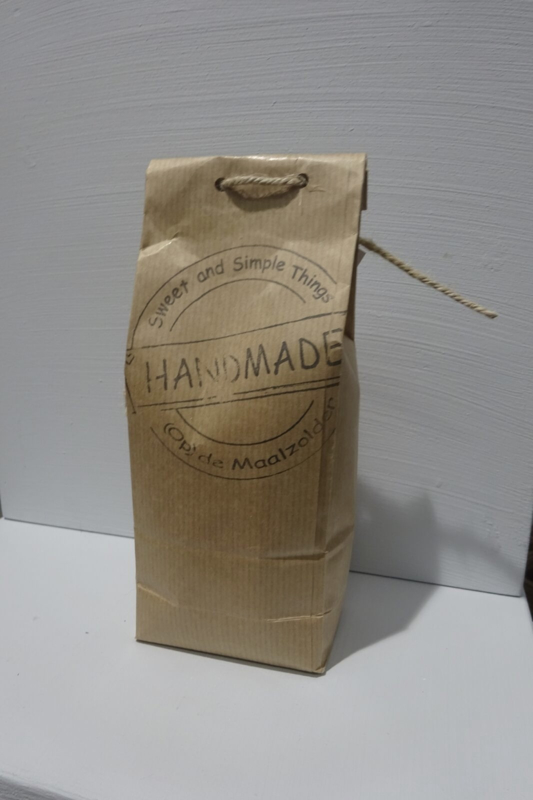 Sweet and Simple Things
HANDMADE
(Op) de Maalzolder